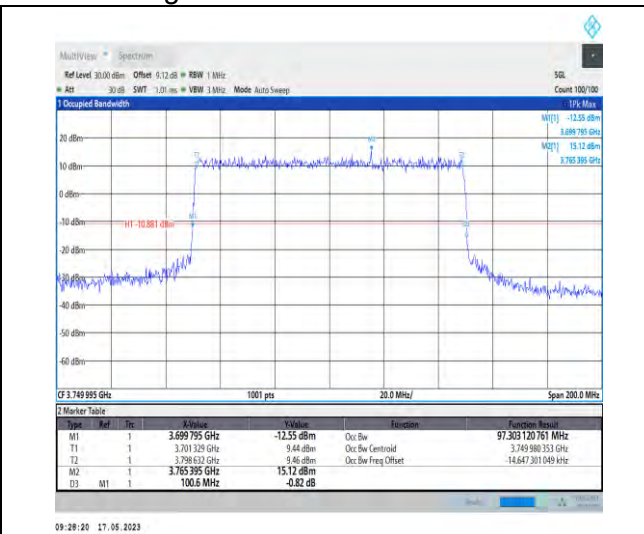 MultiView Spectrum
Ref Level 30.00 dBm Offset 9.12 dB RBW 1 MHz SGL
Att 30 dB SWT 1.01 ms VBW 3 MHz Mode Auto Sweep Count 100/100
1 Occupied Bandwidth 1Pk Max
M1[1] -12.55 dBm
3.699 795 GHz
M2[1] 15.12 dBm
3.765 395 GHz
20 dBm
M2
T1 T2
10 dBm
0 dBm
M1
-10 dBm
H1 -10.881 dBm
-20 dBm
-30 dBm
-40 dBm
-50 dBm
-60 dBm
CF 3.749 995 GHz 1001 pts 20.0 MHz/ Span 200.0 MHz
2 Marker Table
Type Ref Trc X-Value Y-Value Function Function Result
M1 1 3.699 795 GHz -12.55 dBm Occ Bw 97.303 120 761 MHz
T1 1 3.701 329 GHz 9.44 dBm Occ Bw Centroid 3.749 980 353 GHz
T2 1 3.798 632 GHz 9.46 dBm Occ Bw Freq Offset -14.647 301 049 kHz
M2 1 3.765 395 GHz 15.12 dBm
D3 M1 1 100.6 MHz -0.82 dB
09:28:20 17.05.2023